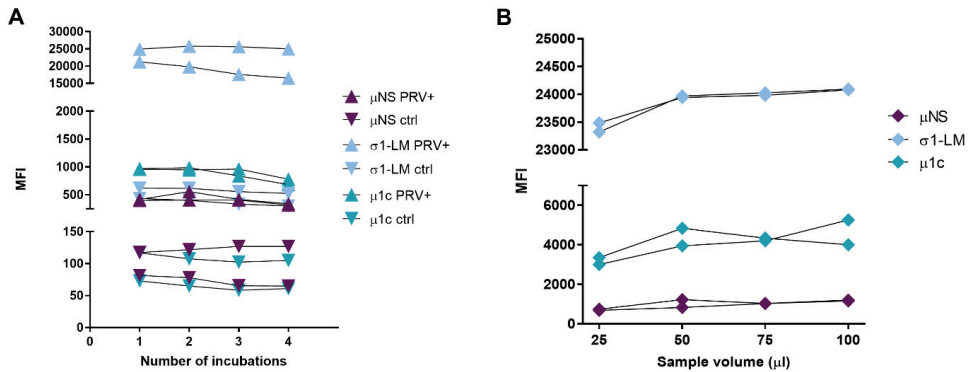 A
MFI
30000
25000
20000
15000
2000
1500
1000
500
150
100
50
0
0 1 2 3 4
Number of incubations
μNS PRV+
μNS ctrl
σ1-LM PRV+
σ1-LM ctrl
μ1c PRV+
μ1c ctrl
B
MFI
25000
24500
24000
23500
23000
6000
4000
2000
0
25 50 75 100
Sample volume (μl)
μNS
σ1-LM
μ1c